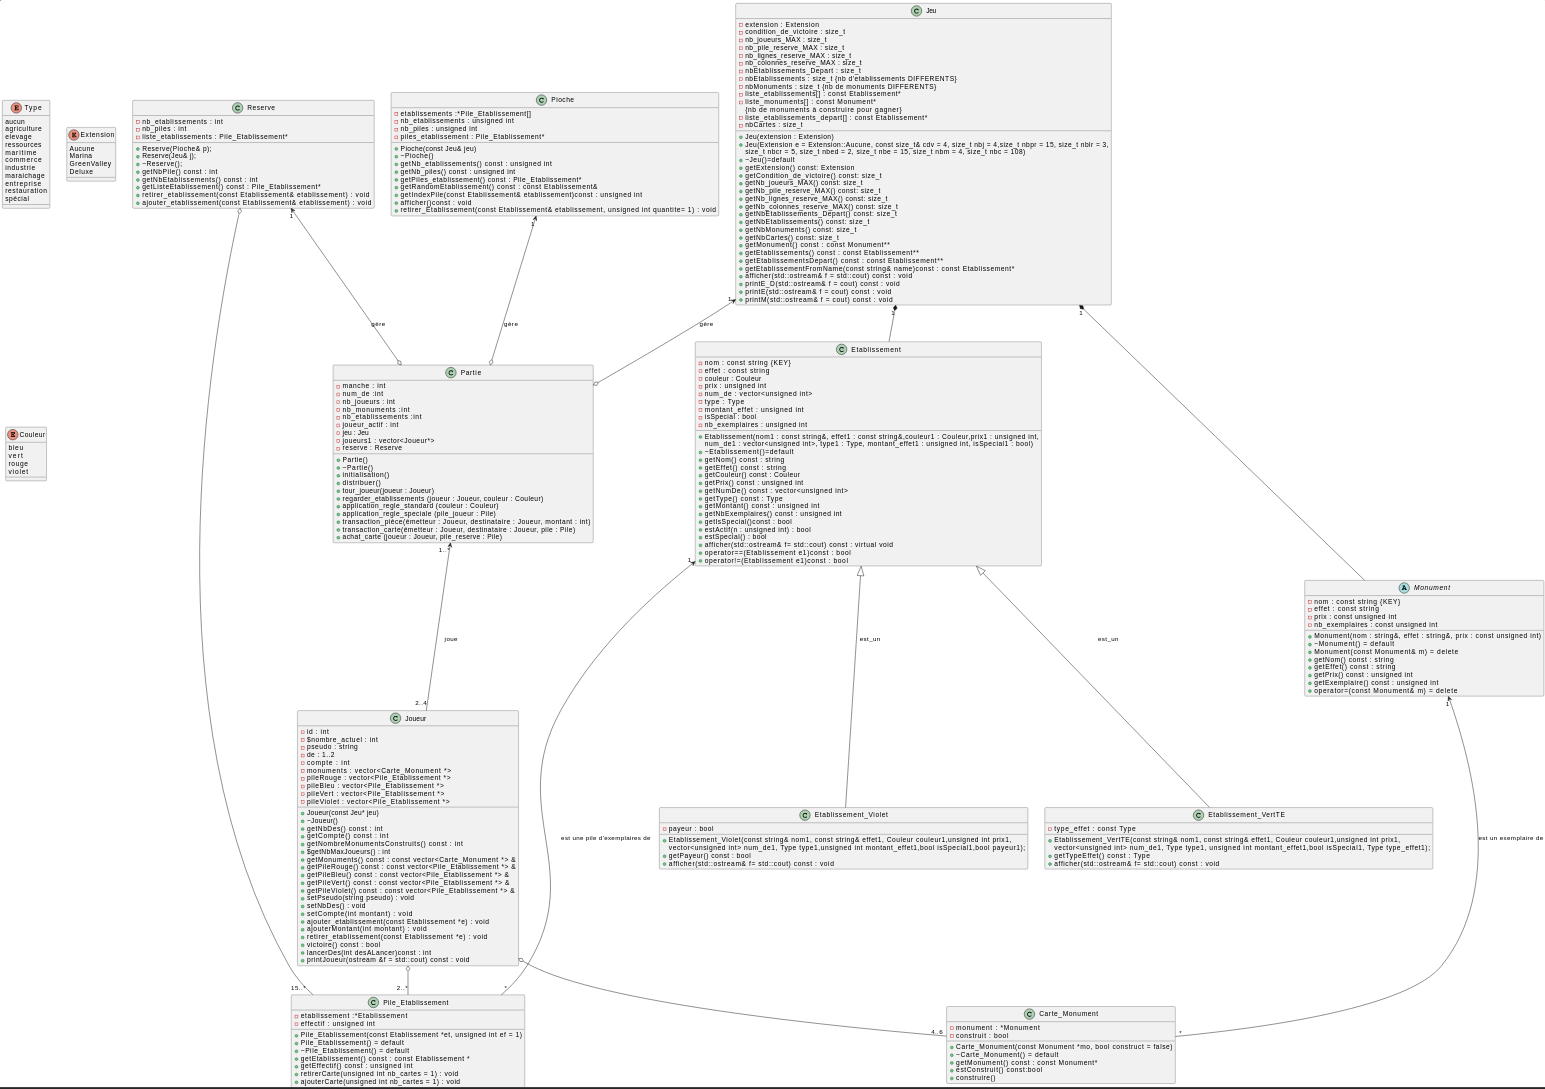 Jeu
extension : Extension
condition_de_victoire : size_t
nb_joueurs_MAX : size_t
nb_pile_reserve_MAX : size_t
nb_lignes_reserve_MAX : size_t
nb_colonnes_reserve_MAX : size_t
nbEtablissements_Depart : size_t
nbEtablissements : size_t {nb d'etablissements DIFFERENTS}
nbMonuments : size_t {nb de monuments DIFFERENTS}
liste_etablissements[] : const Etablissement*
liste_monuments[] : const Monument*
{nb de monuments à construire pour gagner}
liste_etablissements_depart[] : const Etablissement*
nbCartes : size_t
Jeu(extension : Extension)
Jeu(Extension e = Extension::Aucune, const size_t& cdv = 4, size_t nbj = 4,size_t nbpr = 15, size_t nblr = 3,
size_t nbcr = 5, size_t nbed = 2, size_t nbe = 15, size_t nbm = 4, size_t nbc = 108)
~Jeu()=default
getExtension() const: Extension
getCondition_de_victoire() const: size_t
getNb_joueurs_MAX() const: size_t
getNb_pile_reserve_MAX() const: size_t
getNb_lignes_reserve_MAX() const: size_t
getNb_colonnes_reserve_MAX() const: size_t
getNbEtablissements_Depart() const: size_t
getNbEtablissements() const: size_t
getNbMonuments() const: size_t
getNbCartes() const: size_t
getMonument() const : const Monument**
getEtablissements() const : const Etablissement**
getEtablissementsDepart() const : const Etablissement**
getEtablissementFromName(const string& name)const : const Etablissement*
afficher(std::ostream& f = std::cout) const : void
printE_D(std::ostream& f = cout) const : void
printE(std::ostream& f = cout) const : void
printM(std::ostream& f = cout) const : void
Type
aucun
agriculture
elevage
ressources
maritime
commerce
industrie
maraichage
entreprise
restauration
spécial
Extension
Aucune
Marina
GreenValley
Deluxe
Reserve
nb_etablissements : int
nb_piles : int
liste_etablissements : Pile_Etablissement*
Reserve(Pioche& p);
Reserve(Jeu& j);
~Reserve();
getNbPile() const : int
getNbEtablissements() const : int
getListeEtablissement() const : Pile_Etablissement*
retirer_etablissement(const Etablissement& etablissement) : void
ajouter_etablissement(const Etablissement& etablissement) : void
Pioche
etablissements :*Pile_Etablissement[]
nb_etablissements : unsigned int
nb_piles : unsigned int
piles_etablissement : Pile_Etablissement*
Pioche(const Jeu& jeu)
~Pioche()
getNb_etablissements() const : unsigned int
getNb_piles() const : unsigned int
getPiles_etablissement() const : Pile_Etablissement*
getRandomEtablissement() const : const Etablissement&
getIndexPile(const Etablissement& etablissement)const : unsigned int
afficher()const : void
retirer_Etablissement(const Etablissement& etablissement, unsigned int quantite= 1) : void
1
1
1
1
1
gère
gère
gère
Couleur
bleu
vert
rouge
violet
Partie
manche : int
num_de :int
nb_joueurs : int
nb_monuments :int
nb_etablissements :int
joueur_actif : int
jeu : Jeu
joueurs1 : vector<Joueur*>
reserve : Reserve
Partie()
~Partie()
initialisation()
distribuer()
tour_joueur(joueur : Joueur)
regarder_etablissements (joueur : Joueur, couleur : Couleur)
application_regle_standard (couleur : Couleur)
application_regle_speciale (pile_joueur : Pile)
transaction_pièce(émetteur : Joueur, destinataire : Joueur, montant : int)
transaction_carte(émetteur : Joueur, destinataire : Joueur, pile : Pile)
achat_carte (joueur : Joueur, pile_reserve : Pile)
Etablissement
nom : const string {KEY}
effet : const string
couleur : Couleur
prix : unsigned int
num_de : vector<unsigned int>
type : Type
montant_effet : unsigned int
isSpecial : bool
nb_exemplaires : unsigned int
Etablissement(nom1 : const string&, effet1 : const string&,couleur1 : Couleur,prix1 : unsigned int,
num_de1 : vector<unsigned int>, type1 : Type, montant_effet1 : unsigned int, isSpecial1 : bool)
~Etablissement()=default
getNom() const : string
getEffet() const : string
getCouleur() const : Couleur
getPrix() const : unsigned int
getNumDe() const : vector<unsigned int>
getType() const : Type
getMontant() const : unsigned int
getNbExemplaires() const : unsigned int
getIsSpecial()const : bool
estActif(n : unsigned int) : bool
estSpecial() : bool
afficher(std::ostream& f= std::cout) const : virtual void
operator==(Etablissement e1)const : bool
operator!=(Etablissement e1)const : bool
1..*
joue
2..4
1
est_un
est_un
Monument
nom : const string {KEY}
effet : const string
prix : const unsigned int
nb_exemplaires : const unsigned int
Monument(nom : string&, effet : string&, prix : const unsigned int)
~Monument() = default
Monument(const Monument& m) = delete
getNom() const : string
getEffet() const : string
getPrix() const : unsigned int
getExemplaire() const : unsigned int
operator=(const Monument& m) = delete
1
Joueur
id : int
$nombre_actuel : int
pseudo : string
de : 1..2
compte : int
monuments : vector<Carte_Monument *>
pileRouge : vector<Pile_Etablissement *>
pileBleu : vector<Pile_Etablissement *>
pileVert : vector<Pile_Etablissement *>
pileViolet : vector<Pile_Etablissement *>
Joueur(const Jeu* jeu)
~Joueur()
getNbDes() const : int
getCompte() const : int
getNombreMonumentsConstruits() const : int
$getNbMaxJoueurs() : int
getMonuments() const : const vector<Carte_Monument *> &
getPileRouge() const : const vector<Pile_Etablissement *> &
getPileBleu() const : const vector<Pile_Etablissement *> &
getPileVert() const : const vector<Pile_Etablissement *> &
getPileViolet() const : const vector<Pile_Etablissement *> &
setPseudo(string pseudo) : void
setNbDes() : void
setCompte(int montant) : void
ajouter_etablissement(const Etablissement *e) : void
ajouterMontant(int montant) : void
retirer_etablissement(const Etablissement *e) : void
victoire() const : bool
lancerDes(int desALancer)const : int
printJoueur(ostream &f = std::cout) const : void
est une pile d'exemplaires de
Etablissement_Violet
payeur : bool
Etablissement_Violet(const string& nom1, const string& effet1, Couleur couleur1,unsigned int prix1,
vector<unsigned int> num_de1, Type type1,unsigned int montant_effet1,bool isSpecial1,bool payeur1);
getPayeur() const : bool
afficher(std::ostream& f= std::cout) const : void
Etablissement_VertTE
type_effet : const Type
Etablissement_VertTE(const string& nom1, const string& effet1, Couleur couleur1,unsigned int prix1,
vector<unsigned int> num_de1, Type type1, unsigned int montant_effet1,bool isSpecial1, Type type_effet1);
getTypeEffet() const : Type
afficher(std::ostream& f= std::cout) const : void
est un exemplaire de
15..*
2..*
*
4..6
*
Pile_Etablissement
etablissement :*Etablissement
effectif : unsigned int
Pile_Etablissement(const Etablissement *et, unsigned int ef = 1)
Pile_Etablissement() = default
~Pile_Etablissement() = default
getEtablissement() const : const Etablissement *
getEffectif() const : unsigned int
retirerCarte(unsigned int nb_cartes = 1) : void
ajouterCarte(unsigned int nb_cartes = 1) : void
Carte_Monument
monument : *Monument
construit : bool
Carte_Monument(const Monument *mo, bool construct = false)
~Carte_Monument() = default
getMonument() const : const Monument*
estConstruit() const:bool
construire()